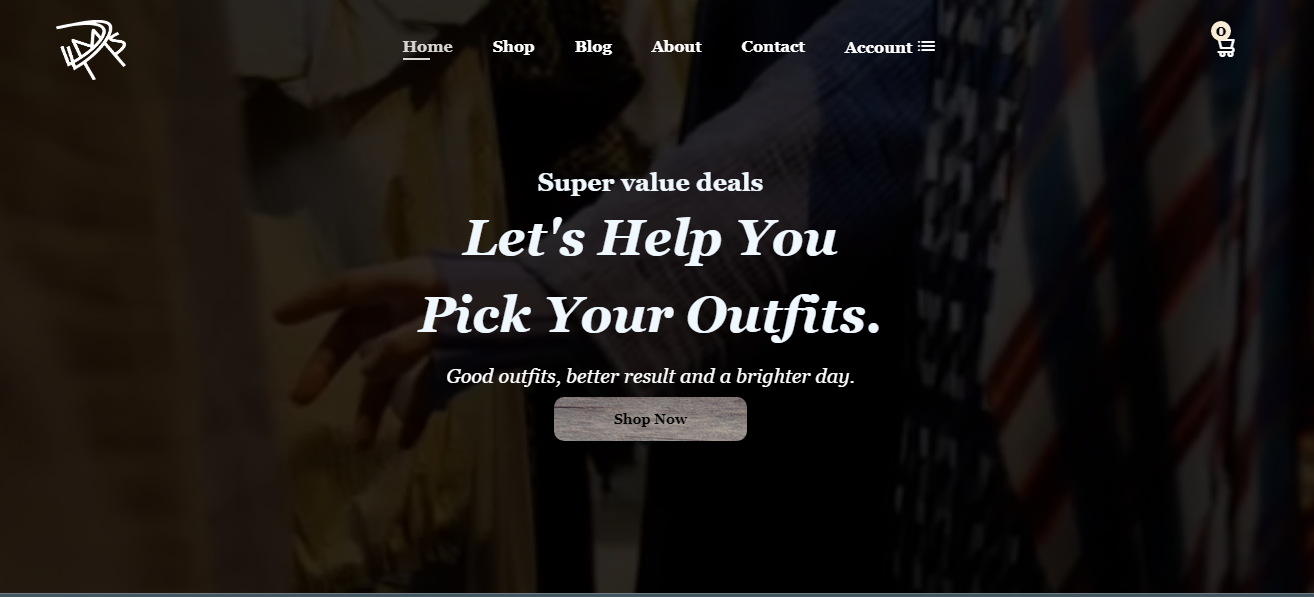 Home Shop Blog About Contact Account
0
Super value deals
Let's Help You
Pick Your Outfits.
Good outfits, better result and a brighter day.
Shop Now